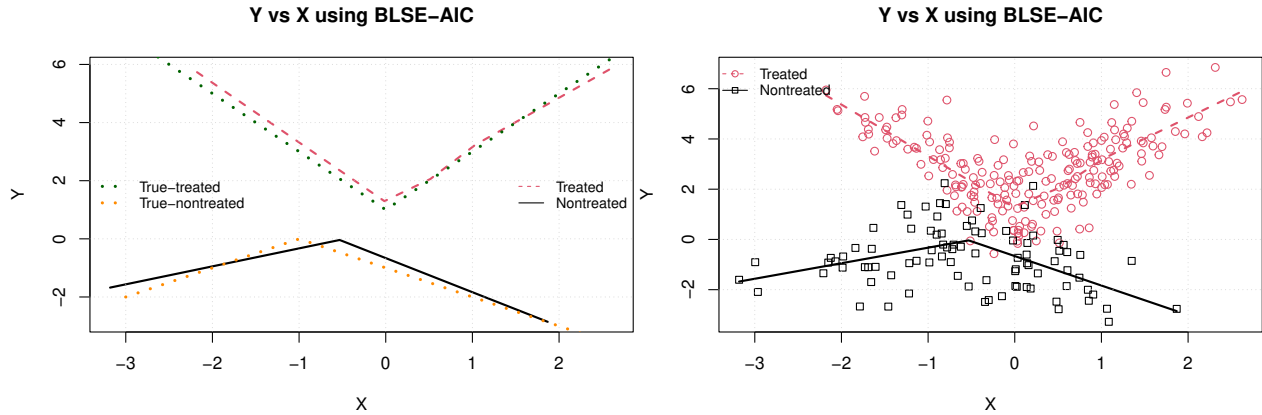 Y vs X using BLSE−AIC
6
4
2
0
−2
Y
True−treated
True−nontreated
Treated
Nontreated
−3
−2
−1
0
1
2
X
Y vs X using BLSE−AIC
Treated
Nontreated
6
4
2
0
−2
Y
−3
−2
−1
0
1
2
X